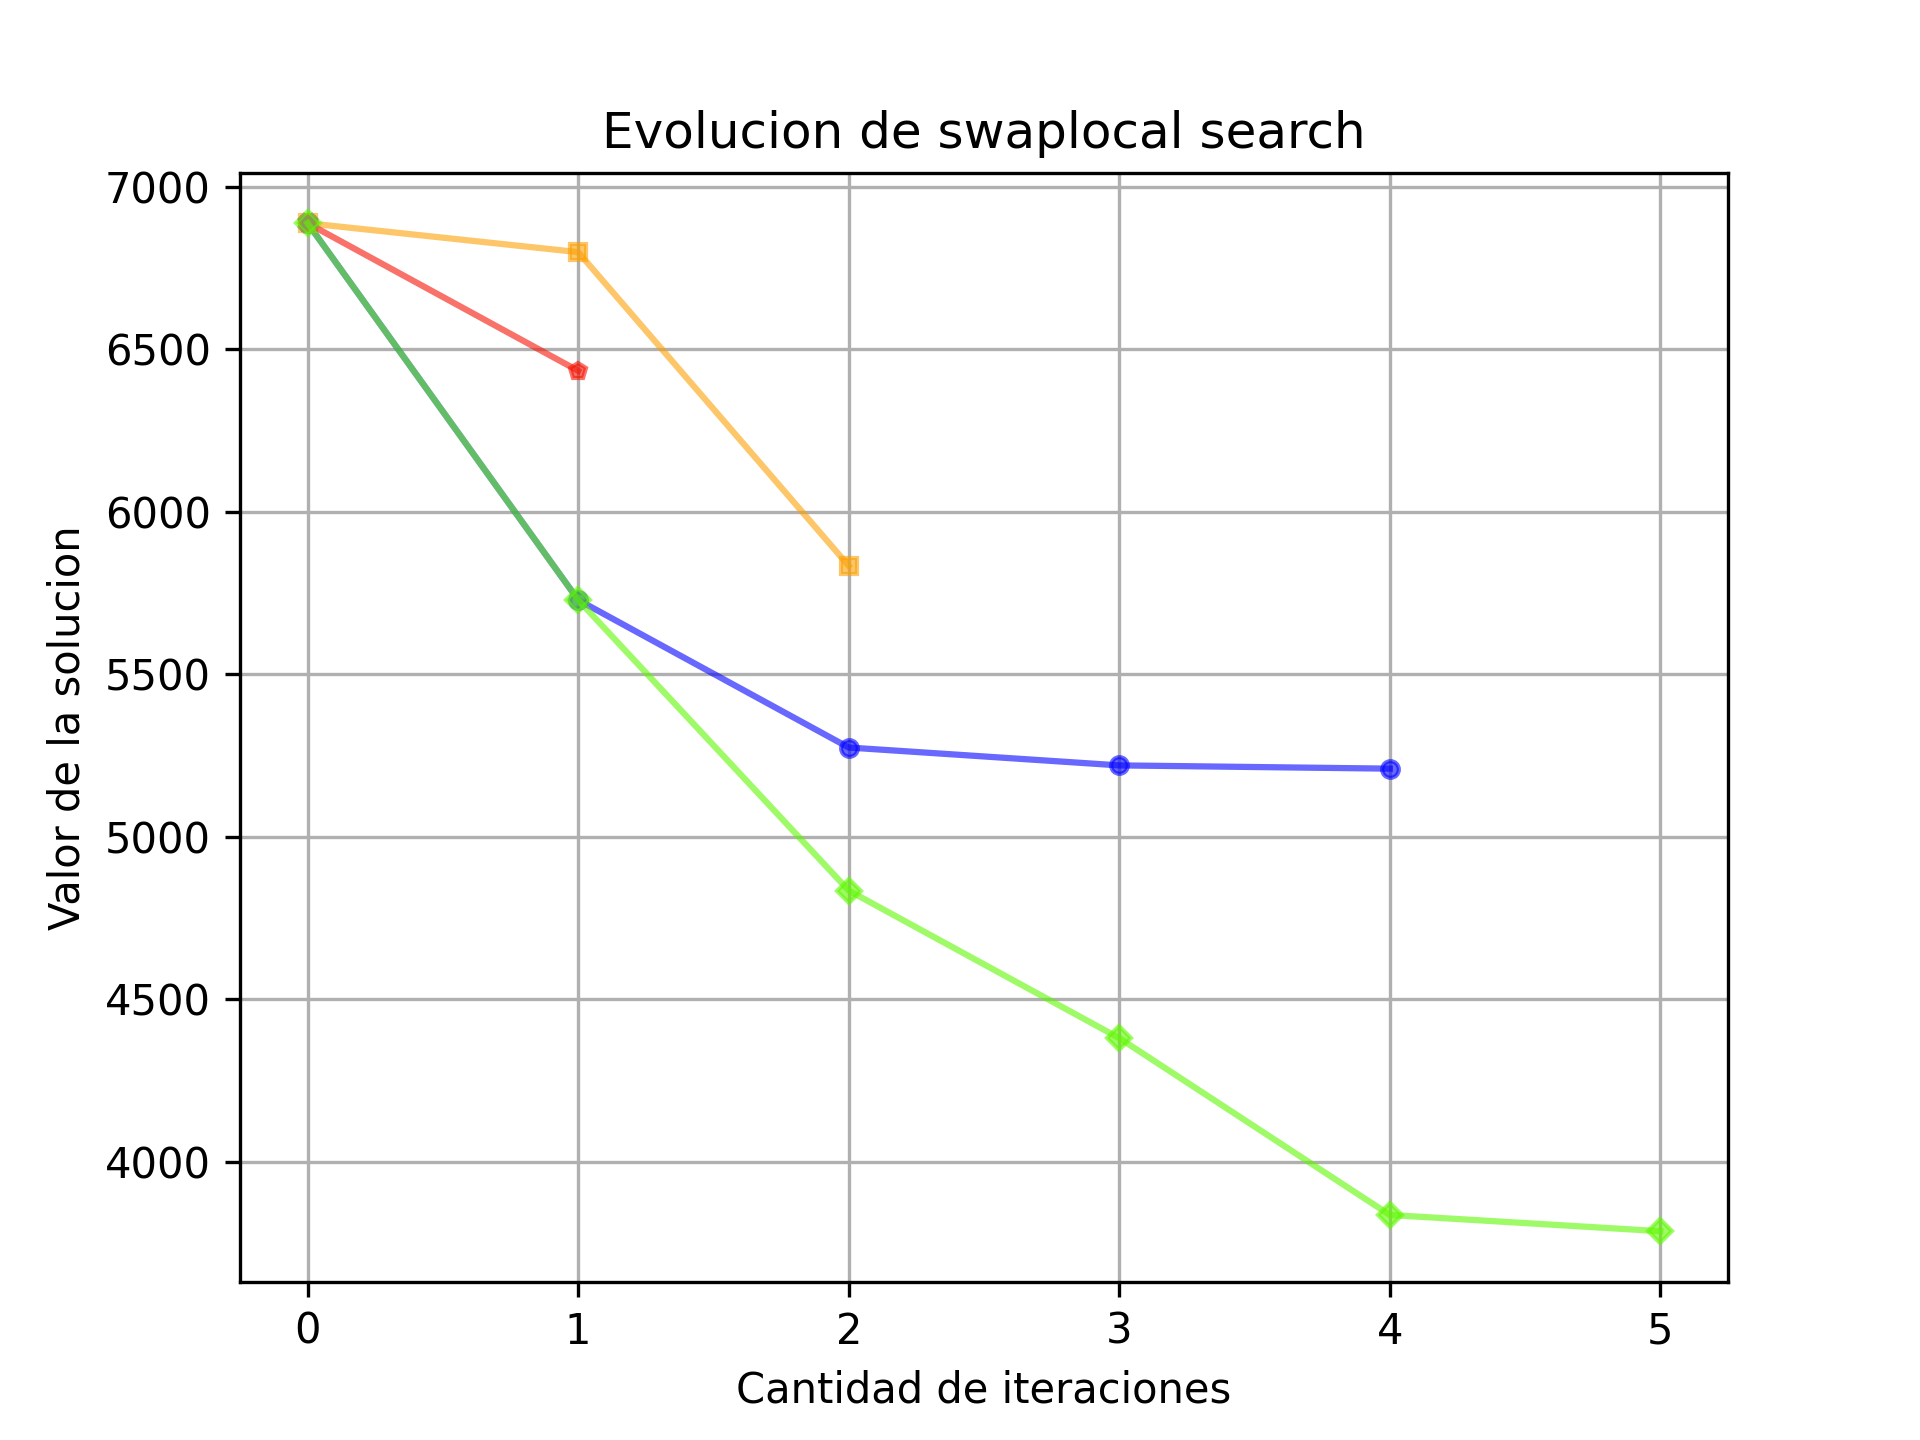 Evolucion de swaplocal search
7000
6500
6000
5500
5000
4500
4000
Valor de la solucion
0 1 2 3 4 5
Cantidad de iteraciones